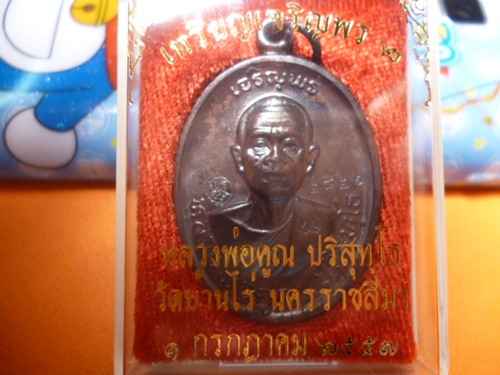 เหรียญเจริญพร ๒
เจริญพร
หลวงพ่อคูณ ปริสุทโธ
วัดบ้านไร่ นครราชสีมา
๑ กรกฎาคม ๒๕๕๗